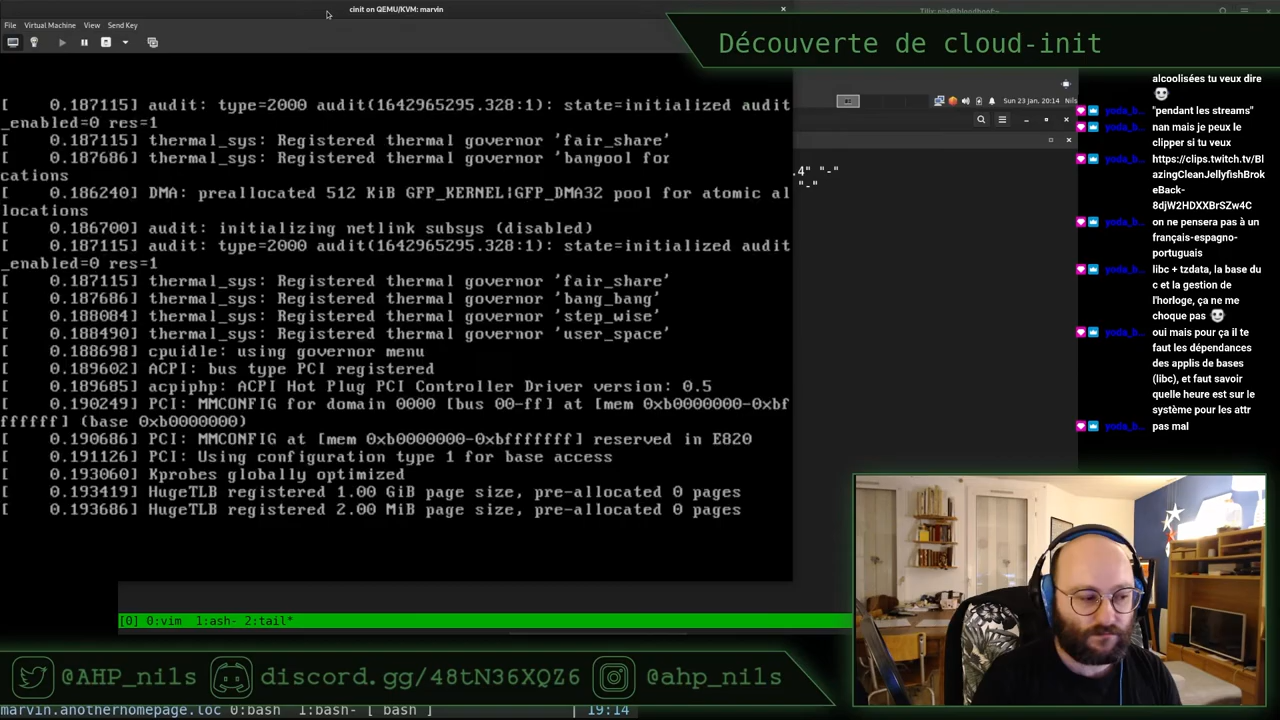 cinit on QEMU/KVM: marvin
File Virtual Machine View Send Key
Découverte de cloud-init
[ 0.187115] audit: type=2000 audit(1642965295.328:1): state=initialized audit
_enabled=0 res=1
[ 0.187115] thermal_sys: Registered thermal governor 'fair_share'
[ 0.187686] thermal_sys: Registered thermal governor 'bangpool for
cations
[ 0.186240] DMA: preallocated 512 KiB GFP_KERNEL|GFP_DMA32 pool for atomic al
locations
[ 0.186700] audit: initializing netlink subsys (disabled)
[ 0.187115] audit: type=2000 audit(1642965295.328:1): state=initialized audit
_enabled=0 res=1
[ 0.187115] thermal_sys: Registered thermal governor 'fair_share'
[ 0.187686] thermal_sys: Registered thermal governor 'bang_bang'
[ 0.188084] thermal_sys: Registered thermal governor 'step_wise'
[ 0.188490] thermal_sys: Registered thermal governor 'user_space'
[ 0.188698] cpuidle: using governor menu
[ 0.189602] ACPI: bus type PCI registered
[ 0.189685] acpiphp: ACPI Hot Plug PCI Controller Driver version: 0.5
[ 0.190249] PCI: MMCONFIG for domain 0000 [bus 00-ff] at [mem 0xb0000000-0xbf
ffffff] (base 0xb0000000)
[ 0.190686] PCI: MMCONFIG at [mem 0xb0000000-0xbfffffff] reserved in E820
[ 0.191126] PCI: Using configuration type 1 for base access
[ 0.193060] Kprobes globally optimized
[ 0.193419] HugeTLB registered 1.00 GiB page size, pre-allocated 0 pages
[ 0.193686] HugeTLB registered 2.00 MiB page size, pre-allocated 0 pages
Sun 23 Jan, 20:14 Nils
.4" "-"
"-"
alcoolisées tu veux dire
"pendant les streams"
nan mais je peux le
clipper si tu veux
https://clips.twitch.tv/Bl
azingCleanJellyfishBrok
eBack-
8djW2HDXXBrSZw4C
on ne pensera pas à un
français-espagno-
portuguais
libc + tzdata, la base du
c et la gestion de
l'horloge, ça ne me
choque pas
oui mais pour ça il te
faut les dépendances
des applis de bases
(libc), et faut savoir
quelle heure est sur le
système pour les attr
pas mal
[0] 0:vim 1:ash- 2:tail*
@AHP_nils discord.gg/48tN36XQZ6 @ahp_nils
marvin.anotherhomepage.loc 0:bash 1:bash- [ bash ] | 19:14